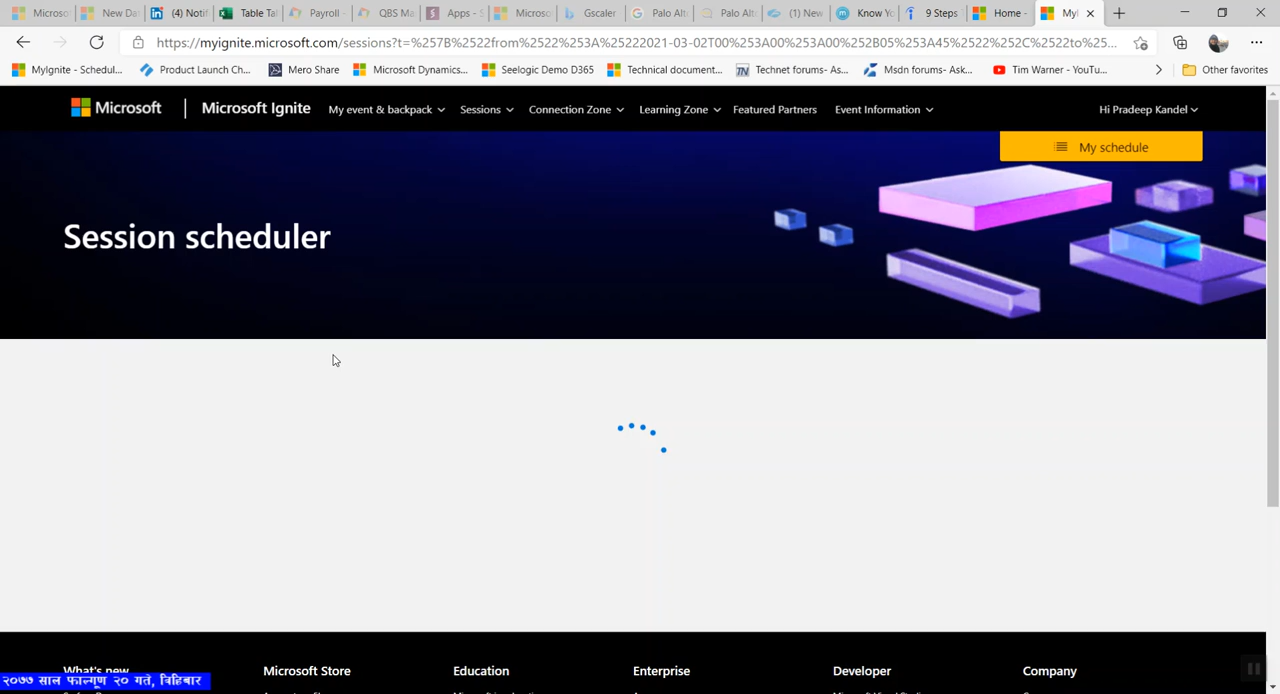 Microso
New Dat
(4) Notif
Table Tal
Payroll -
QBS Ma
Apps - S
Microso
Gscaler
Palo Alt
Palo Alt
(1) New
Know Yo
9 Steps
Home -
MyI
https://myignite.microsoft.com/sessions?t=%257B%2522from%2522%253A%25222021-03-02T00%253A00%253A00%252B05%253A45%2522%252C%2522to%25...
MyIgnite - Schedul...
Product Launch Ch...
Mero Share
Microsoft Dynamics...
Seelogic Demo D365
Technical document...
Technet forums- As...
Msdn forums- Ask...
Tim Warner - YouTu...
Other favorites
Microsoft
Microsoft Ignite
My event & backpack
Sessions
Connection Zone
Learning Zone
Featured Partners
Event Information
Hi Pradeep Kandel
My schedule
Session scheduler
What's new
Microsoft Store
Education
Enterprise
Developer
Company
२०७७ साल फाल्गूण २० गते, विहिबार